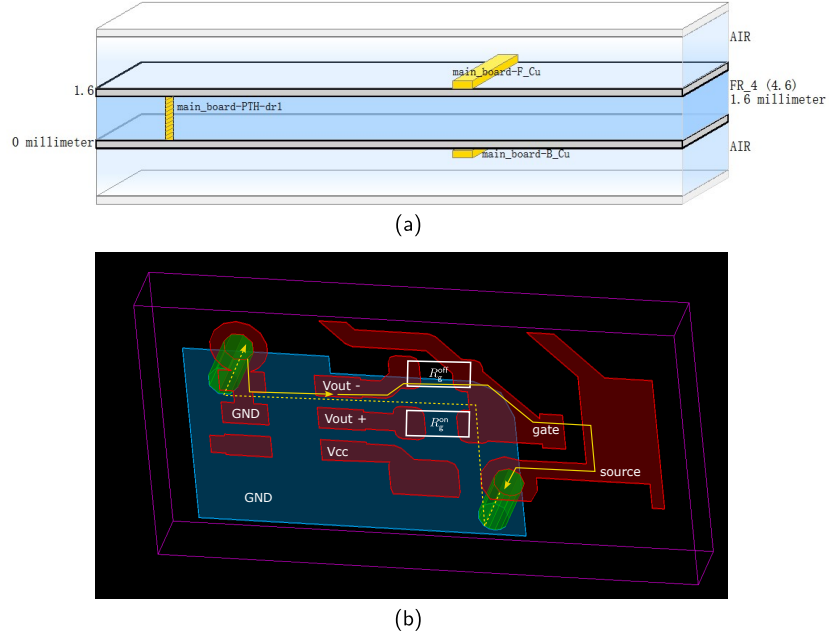 AIR
main_board-F_Cu
1.6
FR_4 (4.6)
1.6 millimeter
main_board-PTH-dr1
0 millimeter
AIR
main_board-B_Cu
(a)
R_g^off
Vout -
GND
Vout +
R_g^on
gate
Vcc
source
GND
(b)